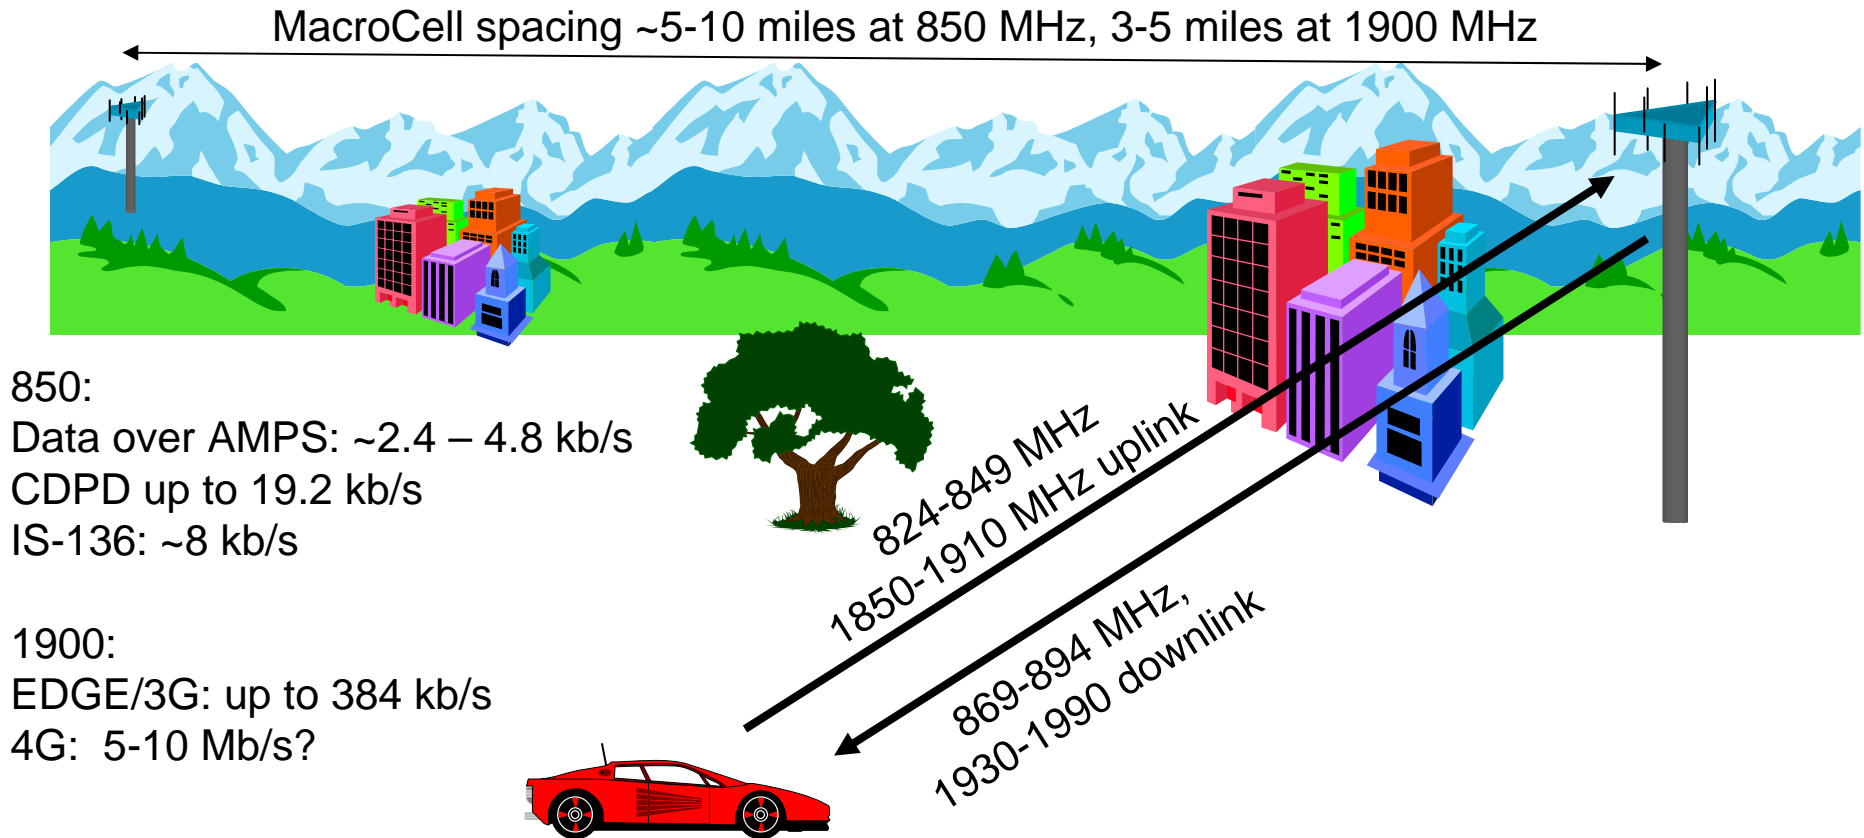 MacroCell spacing ~5-10 miles at 850 MHz, 3-5 miles at 1900 MHz
850:
Data over AMPS: ~2.4 – 4.8 kb/s
CDPD up to 19.2 kb/s
IS-136: ~8 kb/s
1900:
EDGE/3G: up to 384 kb/s
4G:  5-10 Mb/s?
824-849 MHz
1850-1910 MHz uplink
869-894 MHz,
1930-1990 downlink